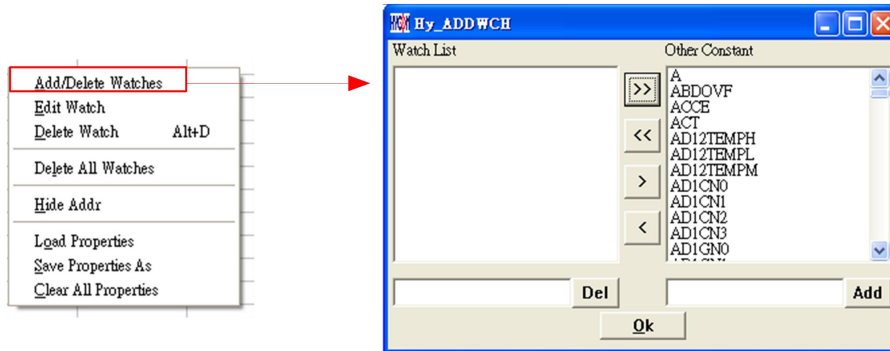 Add/Delete Watches
Edit Watch
Delete Watch Alt+D
Delete All Watches
Hide Addr
Load Properties
Save Properties As
Clear All Properties
Hy_ADDWCH
Watch List
Other Constant
>>
<<
>
<
A
ABDOVF
ACCE
ACT
AD12TEMPH
AD12TEMPL
AD12TEMPM
AD1CN0
AD1CN1
AD1CN2
AD1CN3
AD1GN0
Del
Add
Ok